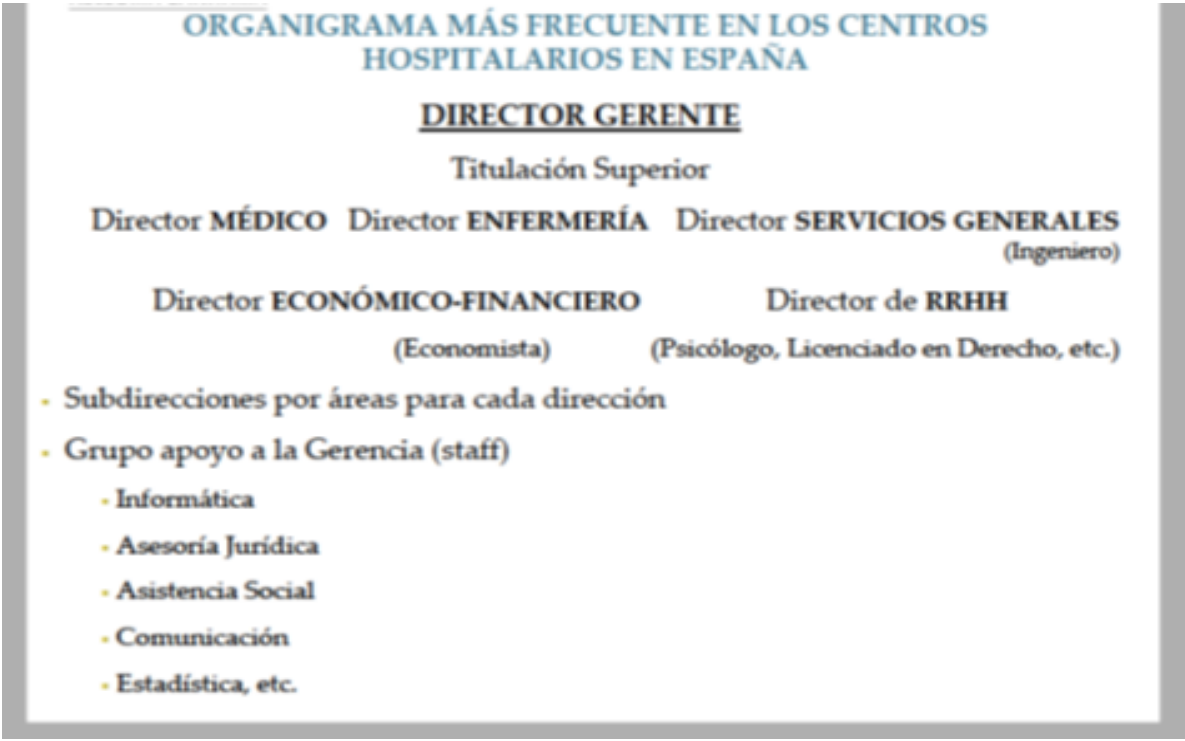 ORGANIGRAMA MÁS FRECUENTE EN LOS CENTROS
HOSPITALARIOS EN ESPAÑA
DIRECTOR GERENTE
Titulación Superior
Director MÉDICO Director ENFERMERÍA Director SERVICIOS GENERALES
(Ingeniero)
Director ECONÓMICO-FINANCIERO Director de RRHH
(Economista) (Psicólogo, Licenciado en Derecho, etc.)
- Subdirecciones por áreas para cada dirección
- Grupo apoyo a la Gerencia (staff)
- Informática
- Asesoría Jurídica
- Asistencia Social
- Comunicación
- Estadística, etc.